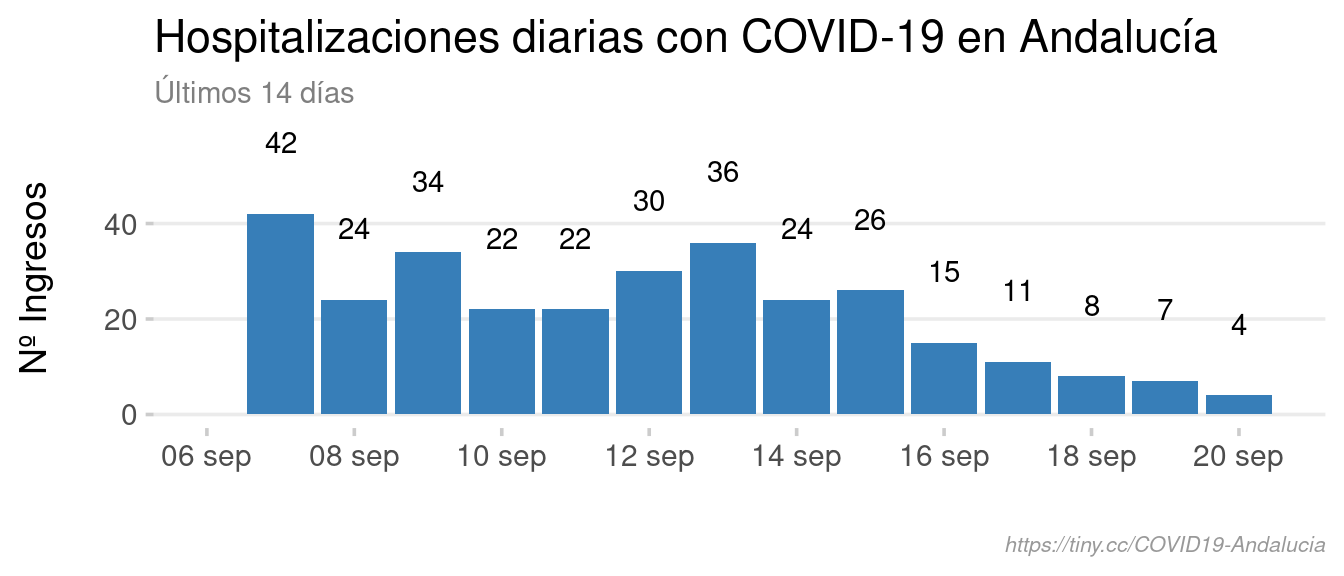 Hospitalizaciones diarias con COVID-19 en Andalucía
Últimos 14 días
Nº Ingresos
42
24
34
22
22
30
36
24
26
15
11
8
7
4
40
20
0
06 sep
08 sep
10 sep
12 sep
14 sep
16 sep
18 sep
20 sep
https://tiny.cc/COVID19-Andalucia